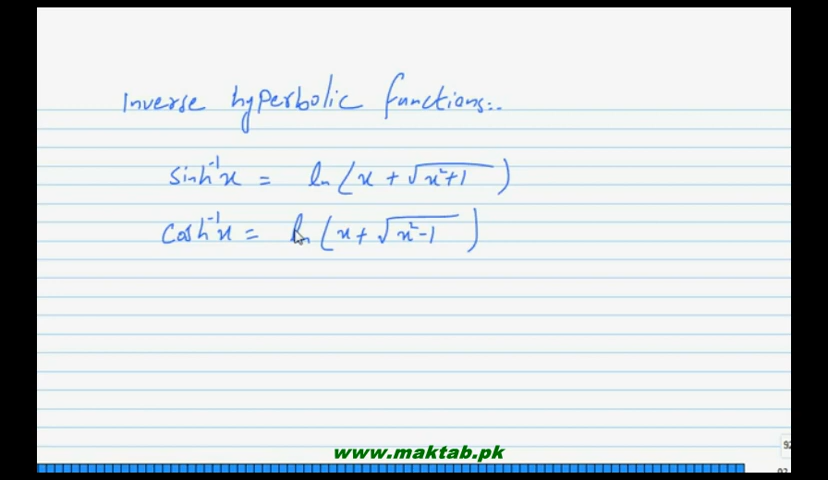 Inverse hyperbolic functions:.
sinh⁻¹x = ln(x + √x²+1)
cosh⁻¹x = ln(x + √x²-1)
www.maktab.pk